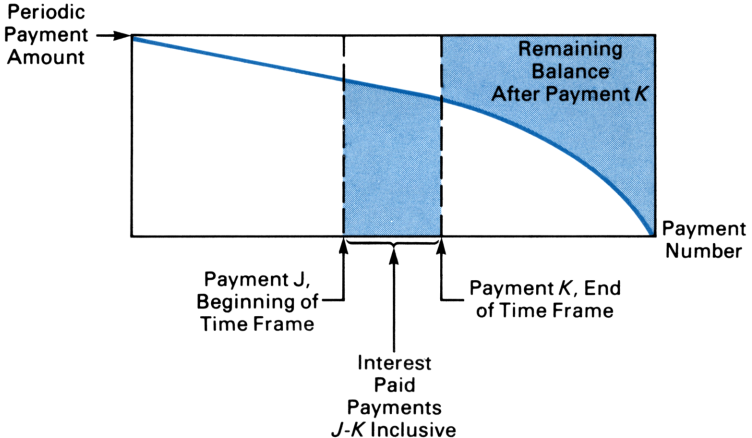 Periodic
Payment
Amount
Remaining
Balance
After Payment K
Payment
Number
Payment J,
Beginning of
Time Frame
Payment K, End
of Time Frame
Interest
Paid
Payments
J-K Inclusive